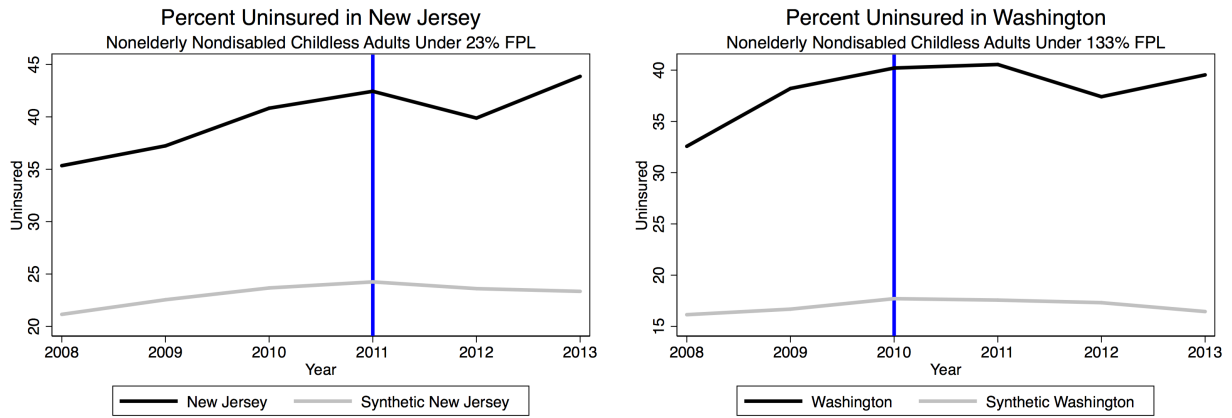 Percent Uninsured in New Jersey
Nonelderly Nondisabled Childless Adults Under 23% FPL
Uninsured
45
40
35
30
25
20
2008 2009 2010 2011 2012 2013
Year
New Jersey Synthetic New Jersey
Percent Uninsured in Washington
Nonelderly Nondisabled Childless Adults Under 133% FPL
Uninsured
40
35
30
25
20
15
2008 2009 2010 2011 2012 2013
Year
Washington Synthetic Washington